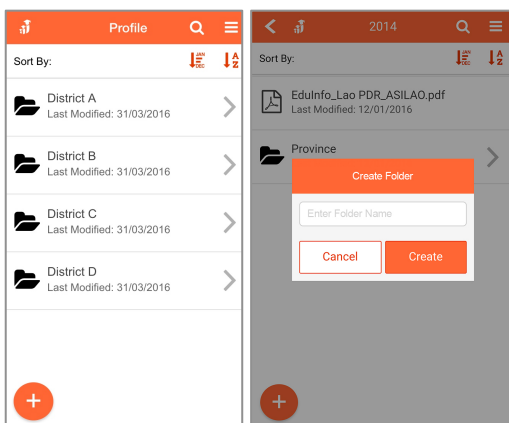 Profile
Sort By:
JAN
DEC
A
Z
District A
Last Modified: 31/03/2016
District B
Last Modified: 31/03/2016
District C
Last Modified: 31/03/2016
District D
Last Modified: 31/03/2016
+
2014
Sort By:
JAN
DEC
A
Z
EduInfo_Lao PDR_ASILAO.pdf
Last Modified: 12/01/2016
Province
Create Folder
Enter Folder Name
Cancel
Create
+